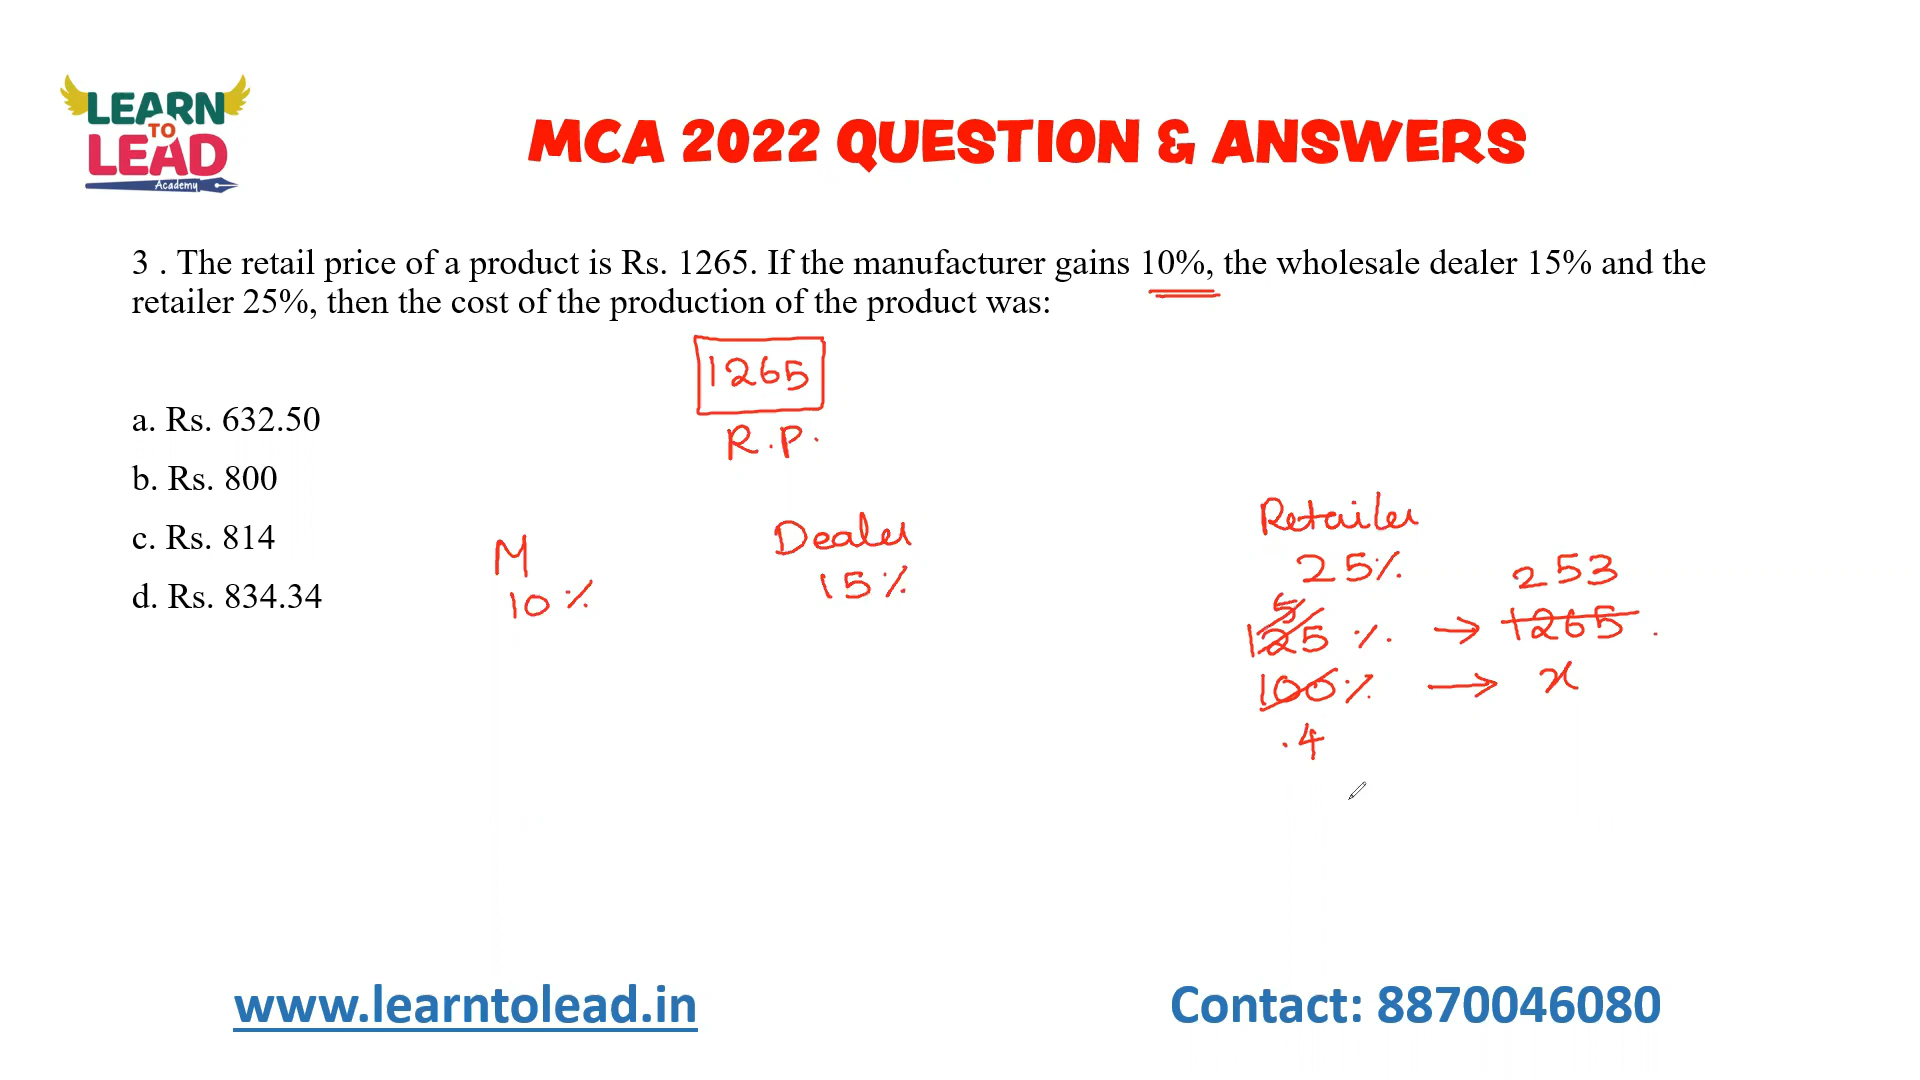 LEARN
TO
LEAD
Academy
MCA 2022 QUESTION & ANSWERS
3 . The retail price of a product is Rs. 1265. If the manufacturer gains 10%, the wholesale dealer 15% and the
retailer 25%, then the cost of the production of the product was:
1265
R.P.
a. Rs. 632.50
b. Rs. 800
c. Rs. 814
d. Rs. 834.34
M
10%
Dealer
15%
Retailer
25%
253
5
125% → 1265.
100% → x
.4
www.learntolead.in
Contact: 8870046080